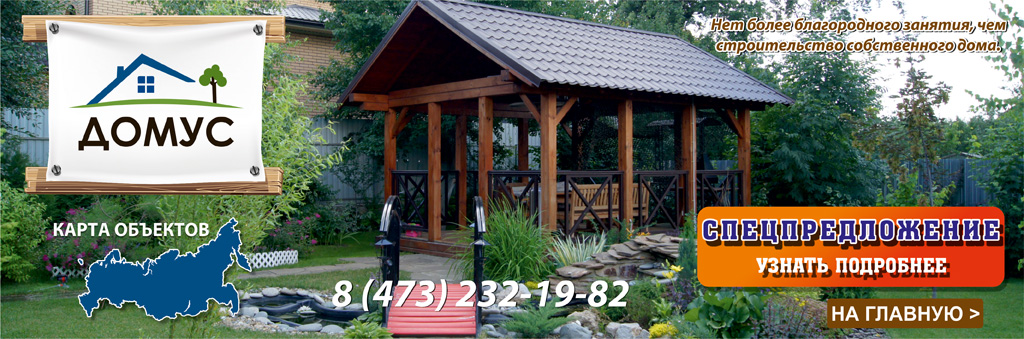 Нет более благородного занятия, чем
строительство собственного дома.
ДОМУС
КАРТА ОБЪЕКТОВ
СПЕЦПРЕДЛОЖЕНИЕ
УЗНАТЬ ПОДРОБНЕЕ
8 (473) 232-19-82
НА ГЛАВНУЮ >